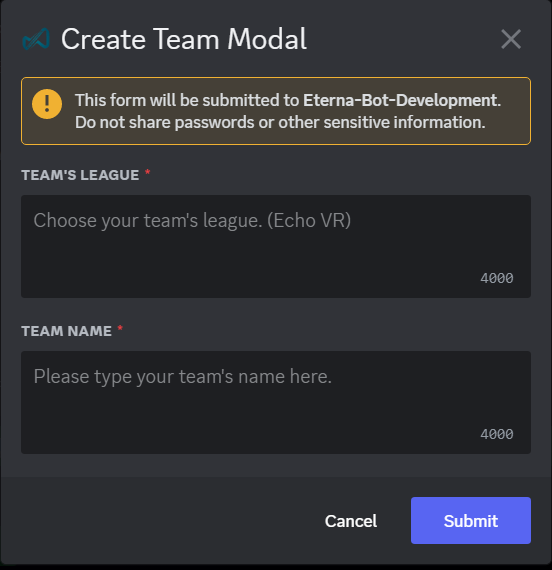 Create Team Modal
This form will be submitted to Eterna-Bot-Development.
Do not share passwords or other sensitive information.
TEAM'S LEAGUE *
Choose your team's league. (Echo VR)
4000
TEAM NAME *
Please type your team's name here.
4000
Cancel
Submit